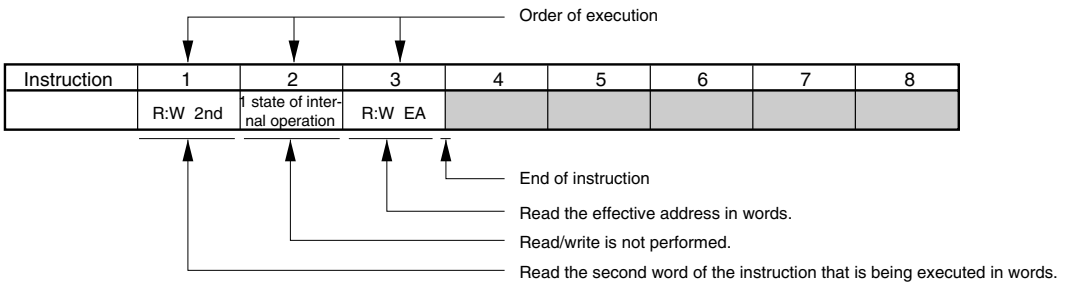 Order of execution
Instruction 1 2 3 4 5 6 7 8
R:W 2nd 1 state of inter-
nal operation R:W EA
End of instruction
Read the effective address in words.
Read/write is not performed.
Read the second word of the instruction that is being executed in words.